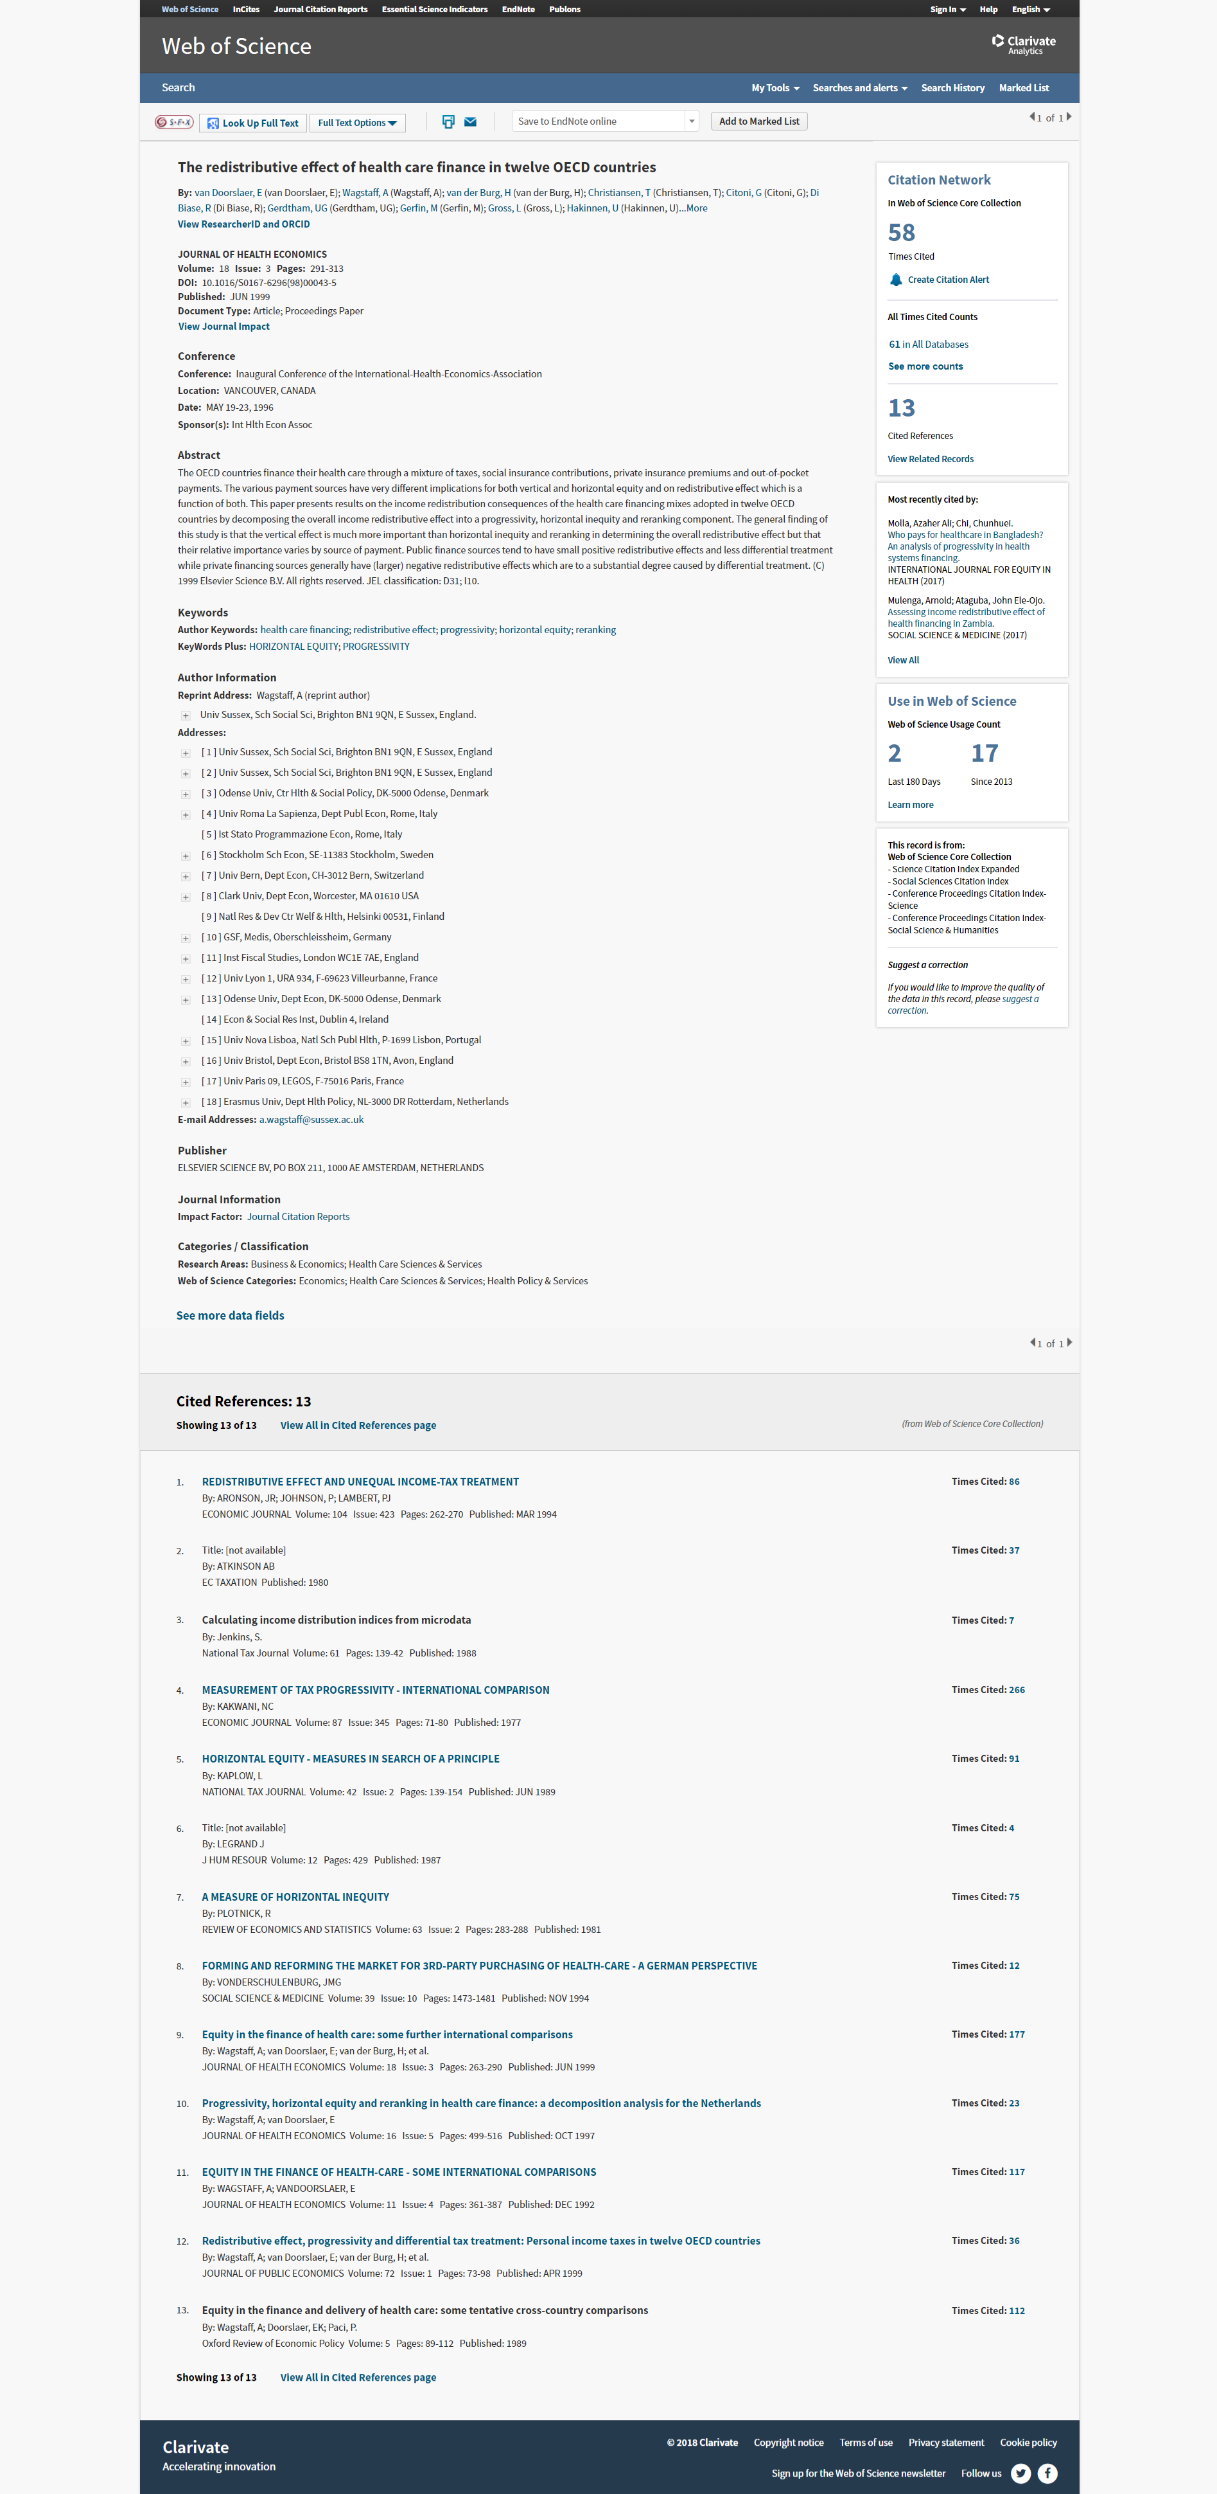 Web of Science InCites Journal Citation Reports Essential Science Indicators EndNote Publons Sign In Help English
Web of Science Clarivate Analytics
Search My Tools Searches and alerts Search History Marked List
S·F·X Look Up Full Text Full Text Options Save to EndNote online Add to Marked List 1 of 1
The redistributive effect of health care finance in twelve OECD countries
By: van Doorslaer, E (van Doorslaer, E); Wagstaff, A (Wagstaff, A); van der Burg, H (van der Burg, H); Christiansen, T (Christiansen, T); Citoni, G (Citoni, G); Di
Biase, R (Di Biase, R); Gerdtham, UG (Gerdtham, UG); Gerfin, M (Gerfin, M); Gross, L (Gross, L); Hakinnen, U (Hakinnen, U)...More
View ResearcherID and ORCID
JOURNAL OF HEALTH ECONOMICS
Volume: 18 Issue: 3 Pages: 291-313
DOI: 10.1016/S0167-6296(98)00043-5
Published: JUN 1999
Document Type: Article; Proceedings Paper
View Journal Impact
Conference
Conference: Inaugural Conference of the International-Health-Economics-Association
Location: VANCOUVER, CANADA
Date: MAY 19-23, 1996
Sponsor(s): Int Hlth Econ Assoc
Abstract
The OECD countries finance their health care through a mixture of taxes, social insurance contributions, private insurance premiums and out-of-pocket
payments. The various payment sources have very different implications for both vertical and horizontal equity and on redistributive effect which is a
function of both. This paper presents results on the income redistribution consequences of the health care financing mixes adopted in twelve OECD
countries by decomposing the overall income redistributive effect into a progressivity, horizontal inequity and reranking component. The general finding of
this study is that the vertical effect is much more important than horizontal inequity and reranking in determining the overall redistributive effect but that
their relative importance varies by source of payment. Public finance sources tend to have small positive redistributive effects and less differential treatment
while private financing sources generally have (larger) negative redistributive effects which are to a substantial degree caused by differential treatment. (C)
1999 Elsevier Science B.V. All rights reserved. JEL classification: D31; I10.
Keywords
Author Keywords: health care financing; redistributive effect; progressivity; horizontal equity; reranking
KeyWords Plus: HORIZONTAL EQUITY; PROGRESSIVITY
Author Information
Reprint Address: Wagstaff, A (reprint author)
Univ Sussex, Sch Social Sci, Brighton BN1 9QN, E Sussex, England.
Addresses:
[ 1 ] Univ Sussex, Sch Social Sci, Brighton BN1 9QN, E Sussex, England
[ 2 ] Univ Sussex, Sch Social Sci, Brighton BN1 9QN, E Sussex, England
[ 3 ] Odense Univ, Ctr Hlth & Social Policy, DK-5000 Odense, Denmark
[ 4 ] Univ Roma La Sapienza, Dept Publ Econ, Rome, Italy
[ 5 ] Ist Stato Programmazione Econ, Rome, Italy
[ 6 ] Stockholm Sch Econ, SE-11383 Stockholm, Sweden
[ 7 ] Univ Bern, Dept Econ, CH-3012 Bern, Switzerland
[ 8 ] Clark Univ, Dept Econ, Worcester, MA 01610 USA
[ 9 ] Natl Res & Dev Ctr Welf & Hlth, Helsinki 00531, Finland
[ 10 ] GSF, Medis, Oberschleissheim, Germany
[ 11 ] Inst Fiscal Studies, London WC1E 7AE, England
[ 12 ] Univ Lyon 1, URA 934, F-69623 Villeurbanne, France
[ 13 ] Odense Univ, Dept Econ, DK-5000 Odense, Denmark
[ 14 ] Econ & Social Res Inst, Dublin 4, Ireland
[ 15 ] Univ Nova Lisboa, Natl Sch Publ Hlth, P-1699 Lisbon, Portugal
[ 16 ] Univ Bristol, Dept Econ, Bristol BS8 1TN, Avon, England
[ 17 ] Univ Paris 09, LEGOS, F-75016 Paris, France
[ 18 ] Erasmus Univ, Dept Hlth Policy, NL-3000 DR Rotterdam, Netherlands
E-mail Addresses: a.wagstaff@sussex.ac.uk
Publisher
ELSEVIER SCIENCE BV, PO BOX 211, 1000 AE AMSTERDAM, NETHERLANDS
Journal Information
Impact Factor: Journal Citation Reports
Categories / Classification
Research Areas: Business & Economics; Health Care Sciences & Services
Web of Science Categories: Economics; Health Care Sciences & Services; Health Policy & Services
See more data fields
Citation Network
In Web of Science Core Collection
58
Times Cited
Create Citation Alert
All Times Cited Counts
61 in All Databases
See more counts
13
Cited References
View Related Records
Most recently cited by:
Molla, Azaher Ali; Chi, Chunhuei.
Who pays for healthcare in Bangladesh?
An analysis of progressivity in health
systems financing.
INTERNATIONAL JOURNAL FOR EQUITY IN
HEALTH (2017)
Mulenga, Arnold; Ataguba, John Ele-Ojo.
Assessing income redistributive effect of
health financing in Zambia.
SOCIAL SCIENCE & MEDICINE (2017)
View All
Use in Web of Science
Web of Science Usage Count
2 17
Last 180 Days Since 2013
Learn more
This record is from:
Web of Science Core Collection
- Science Citation Index Expanded
- Social Sciences Citation Index
- Conference Proceedings Citation Index-
Science
- Conference Proceedings Citation Index-
Social Science & Humanities
Suggest a correction
If you would like to improve the quality of
the data in this record, please suggest a
correction.
1 of 1
Cited References: 13
Showing 13 of 13 View All in Cited References page (from Web of Science Core Collection)
1. REDISTRIBUTIVE EFFECT AND UNEQUAL INCOME-TAX TREATMENT Times Cited: 86
By: ARONSON, JR; JOHNSON, P; LAMBERT, PJ
ECONOMIC JOURNAL Volume: 104 Issue: 423 Pages: 262-270 Published: MAR 1994
2. Title: [not available] Times Cited: 37
By: ATKINSON AB
EC TAXATION Published: 1980
3. Calculating income distribution indices from microdata Times Cited: 7
By: Jenkins, S.
National Tax Journal Volume: 61 Pages: 139-42 Published: 1988
4. MEASUREMENT OF TAX PROGRESSIVITY - INTERNATIONAL COMPARISON Times Cited: 266
By: KAKWANI, NC
ECONOMIC JOURNAL Volume: 87 Issue: 345 Pages: 71-80 Published: 1977
5. HORIZONTAL EQUITY - MEASURES IN SEARCH OF A PRINCIPLE Times Cited: 91
By: KAPLOW, L
NATIONAL TAX JOURNAL Volume: 42 Issue: 2 Pages: 139-154 Published: JUN 1989
6. Title: [not available] Times Cited: 4
By: LEGRAND J
J HUM RESOUR Volume: 12 Pages: 429 Published: 1987
7. A MEASURE OF HORIZONTAL INEQUITY Times Cited: 75
By: PLOTNICK, R
REVIEW OF ECONOMICS AND STATISTICS Volume: 63 Issue: 2 Pages: 283-288 Published: 1981
8. FORMING AND REFORMING THE MARKET FOR 3RD-PARTY PURCHASING OF HEALTH-CARE - A GERMAN PERSPECTIVE Times Cited: 12
By: VONDERSCHULENBURG, JMG
SOCIAL SCIENCE & MEDICINE Volume: 39 Issue: 10 Pages: 1473-1481 Published: NOV 1994
9. Equity in the finance of health care: some further international comparisons Times Cited: 177
By: Wagstaff, A; van Doorslaer, E; van der Burg, H; et al.
JOURNAL OF HEALTH ECONOMICS Volume: 18 Issue: 3 Pages: 263-290 Published: JUN 1999
10. Progressivity, horizontal equity and reranking in health care finance: a decomposition analysis for the Netherlands Times Cited: 23
By: Wagstaff, A; van Doorslaer, E
JOURNAL OF HEALTH ECONOMICS Volume: 16 Issue: 5 Pages: 499-516 Published: OCT 1997
11. EQUITY IN THE FINANCE OF HEALTH-CARE - SOME INTERNATIONAL COMPARISONS Times Cited: 117
By: WAGSTAFF, A; VANDOORSLAER, E
JOURNAL OF HEALTH ECONOMICS Volume: 11 Issue: 4 Pages: 361-387 Published: DEC 1992
12. Redistributive effect, progressivity and differential tax treatment: Personal income taxes in twelve OECD countries Times Cited: 36
By: Wagstaff, A; van Doorslaer, E; van der Burg, H; et al.
JOURNAL OF PUBLIC ECONOMICS Volume: 72 Issue: 1 Pages: 73-98 Published: APR 1999
13. Equity in the finance and delivery of health care: some tentative cross-country comparisons Times Cited: 112
By: Wagstaff, A; Doorslaer, EK; Paci, P.
Oxford Review of Economic Policy Volume: 5 Pages: 89-112 Published: 1989
Showing 13 of 13 View All in Cited References page
Clarivate © 2018 Clarivate Copyright notice Terms of use Privacy statement Cookie policy
Accelerating innovation Sign up for the Web of Science newsletter Follow us